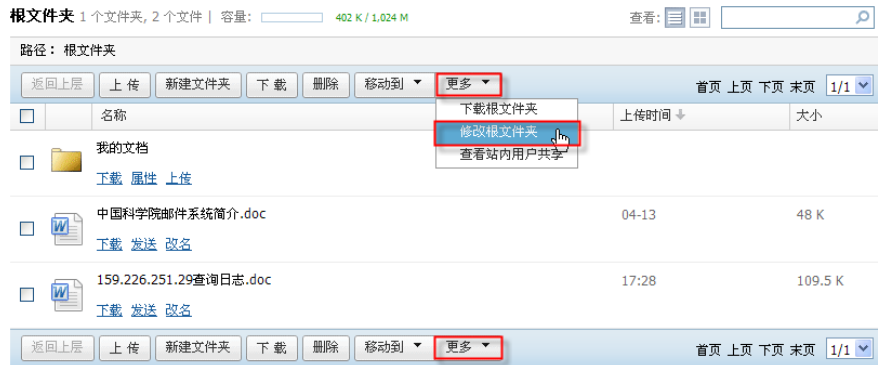 根文件夹 1 个文件夹, 2 个文件 | 容量: 402 K / 1,024 M 查看:
路径: 根文件夹
返回上层 上 传 新建文件夹 下 载 删除 移动到 更多 首页 上页 下页 末页 1/1
下载根文件夹
修改根文件夹
查看站内用户共享
名称 上传时间 大小
我的文档
下载 属性 上传
中国科学院邮件系统简介.doc 04-13 48 K
下载 发送 改名
159.226.251.29查询日志.doc 17:28 109.5 K
下载 发送 改名
返回上层 上 传 新建文件夹 下 载 删除 移动到 更多 首页 上页 下页 末页 1/1